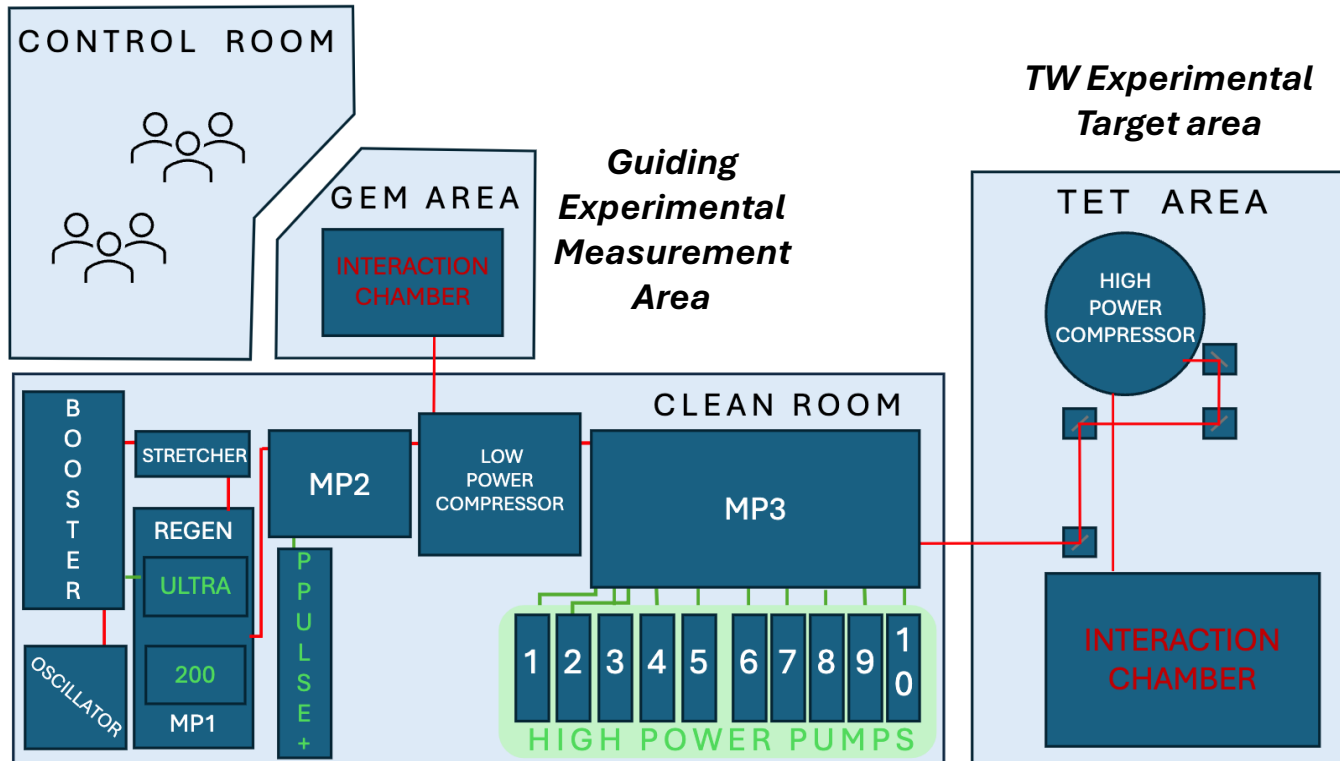 CONTROL ROOM
TW Experimental
Target area
Guiding
Experimental
Measurement
Area
GEM AREA
INTERACTION
CHAMBER
TET AREA
HIGH
POWER
COMPRESSOR
CLEAN ROOM
BOOSTER
STRETCHER
REGEN
ULTRA
200
MP1
OSCILLATOR
MP2
PPULSE+
LOW
POWER
COMPRESSOR
MP3
1 2 3 4 5 6 7 8 9 10
HIGH POWER PUMPS
INTERACTION
CHAMBER